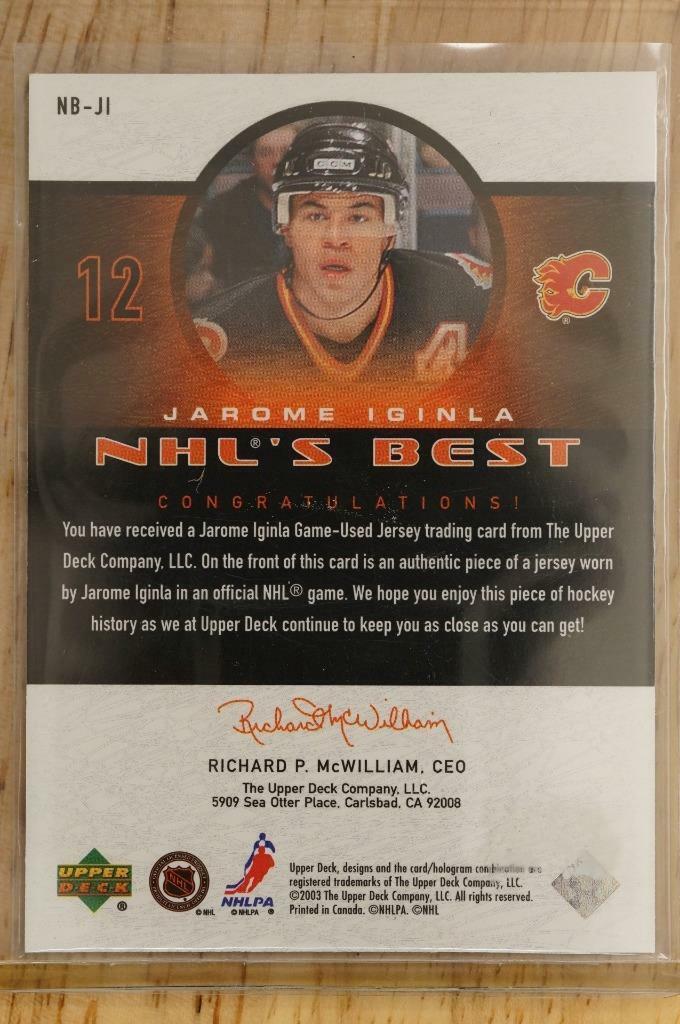 NB-JI
CCM
12
C
®
A
JAROME IGINLA
NHL®'S BEST
CONGRATULATIONS!
You have received a Jarome Iginla Game-Used Jersey trading card from The Upper
Deck Company, LLC. On the front of this card is an authentic piece of a jersey worn
by Jarome Iginla in an official NHL® game. We hope you enjoy this piece of hockey
history as we at Upper Deck continue to keep you as close as you can get!
Richard McWilliam
RICHARD P. McWILLIAM, CEO
The Upper Deck Company, LLC.
5909 Sea Otter Place, Carlsbad, CA 92008
UPPER
DECK
®
NHL
© NHL
NHLPA
© NHLPA
®
Upper Deck, designs and the card/hologram combination are
registered trademarks of The Upper Deck Company, LLC.
©2003 The Upper Deck Company, LLC. All rights reserved.
Printed in Canada. ©NHLPA. ©NHL